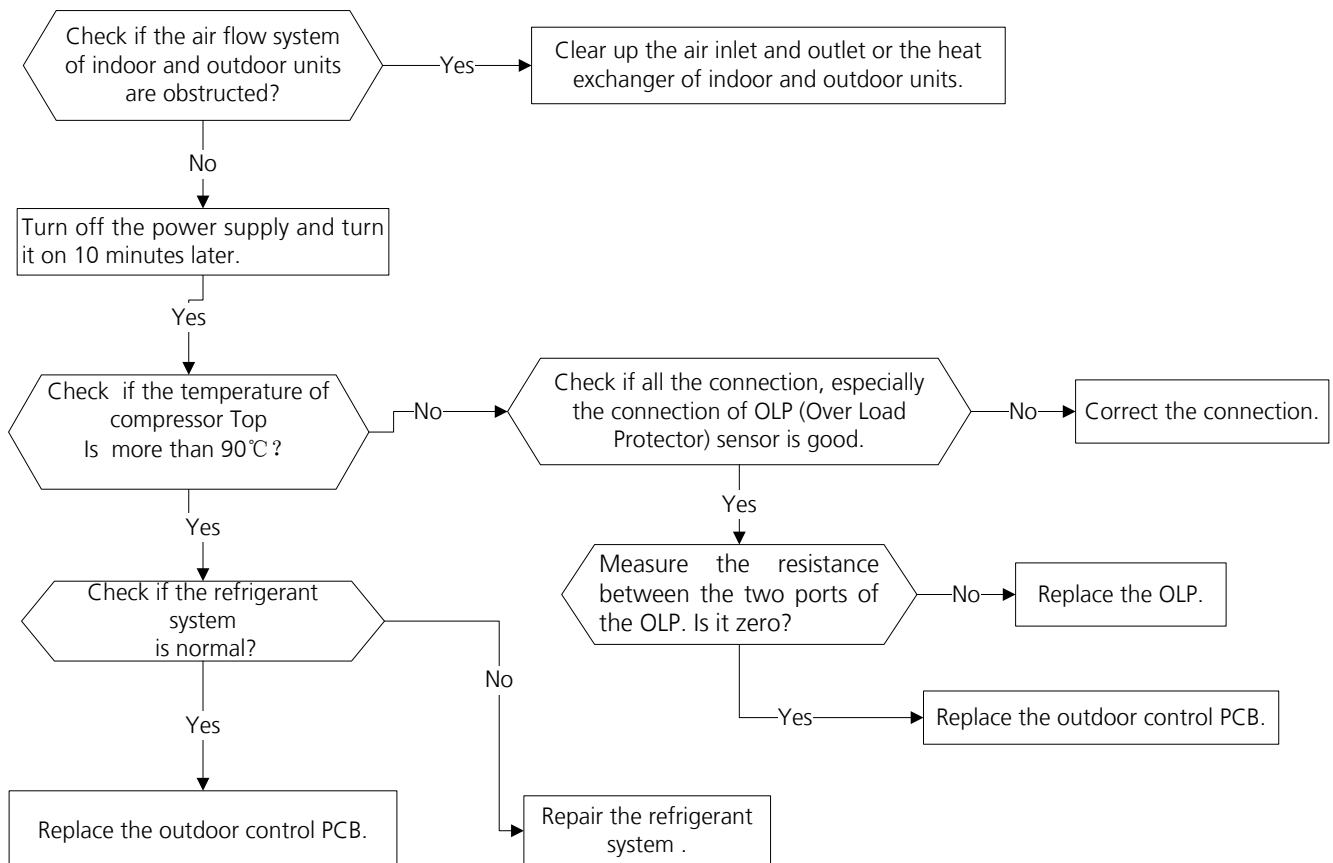 Check if the air flow system
of indoor and outdoor units
are obstructed?
Yes
Clear up the air inlet and outlet or the heat
exchanger of indoor and outdoor units.
No
Turn off the power supply and turn
it on 10 minutes later.
Yes
Check if the temperature of
compressor Top
Is more than 90℃?
No
Check if all the connection, especially
the connection of OLP (Over Load
Protector) sensor is good.
No
Correct the connection.
Yes
Yes
Measure the resistance
between the two ports of
the OLP. Is it zero?
No
Replace the OLP.
Check if the refrigerant
system
is normal?
No
Yes
Yes
Replace the outdoor control PCB.
Replace the outdoor control PCB.
Repair the refrigerant
system .